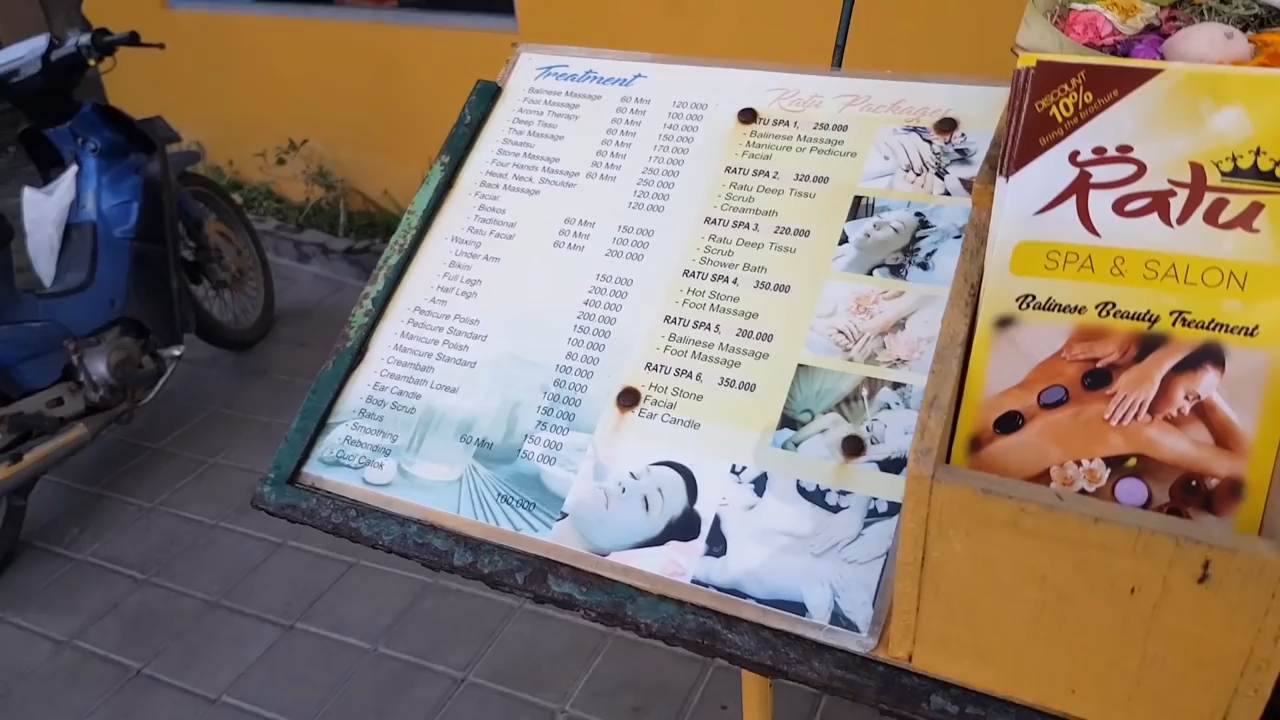 Treatment
- Balinese Massage 60 Mnt 120.000
- Foot Massage 60 Mnt 100.000
- Aroma Therapy 60 Mnt 140.000
- Deep Tissu 60 Mnt 150.000
- Thai Massage 60 Mnt 170.000
- Shaatsu 60 Mnt 170.000
- Stone Massage 90 Mnt 250.000
- Four Hands Massage 60 Mnt 250.000
- Head, Neck, Shoulder 120.000
- Back Massage 120.000
- Facial:
- Biokos 60 Mnt 150.000
- Traditional 60 Mnt 100.000
- Ratu Facial 60 Mnt 200.000
- Waxing
- Under Arm 150.000
- Bikini 200.000
- Full Legh 400.000
- Half Legh 200.000
- Arm 150.000
- Pedicure Polish 100.000
- Pedicure Standard 80.000
- Manicure Polish 100.000
- Manicure Standard 60.000
- Creambath 100.000
- Creambath Loreal 150.000
- Ear Candle 75.000
- Body Scrub 60 Mnt 150.000
- Ratus 150.000
- Smoothing
- Rebonding
- Cuci Catok 100.000
Ratu Packages
RATU SPA 1, 250.000
- Balinese Massage
- Manicure or Pedicure
- Facial
RATU SPA 2, 320.000
- Ratu Deep Tissu
- Scrub
- Creambath
RATU SPA 3, 220.000
- Ratu Deep Tissu
- Scrub
- Shower Bath
RATU SPA 4, 350.000
- Hot Stone
- Foot Massage
RATU SPA 5, 200.000
- Balinese Massage
- Foot Massage
RATU SPA 6, 350.000
- Hot Stone
- Facial
- Ear Candle
DISCOUNT
10%
Bring the brochure
Ratu
SPA & SALON
Balinese Beauty Treatment